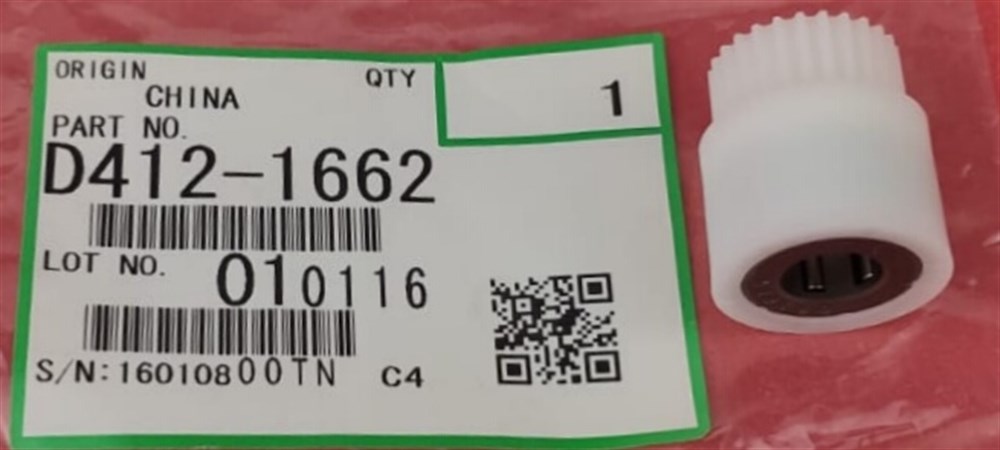 ORIGIN QTY
CHINA 1
PART NO.
D412-1662
LOT NO. 010116
S/N:16010800TN C4